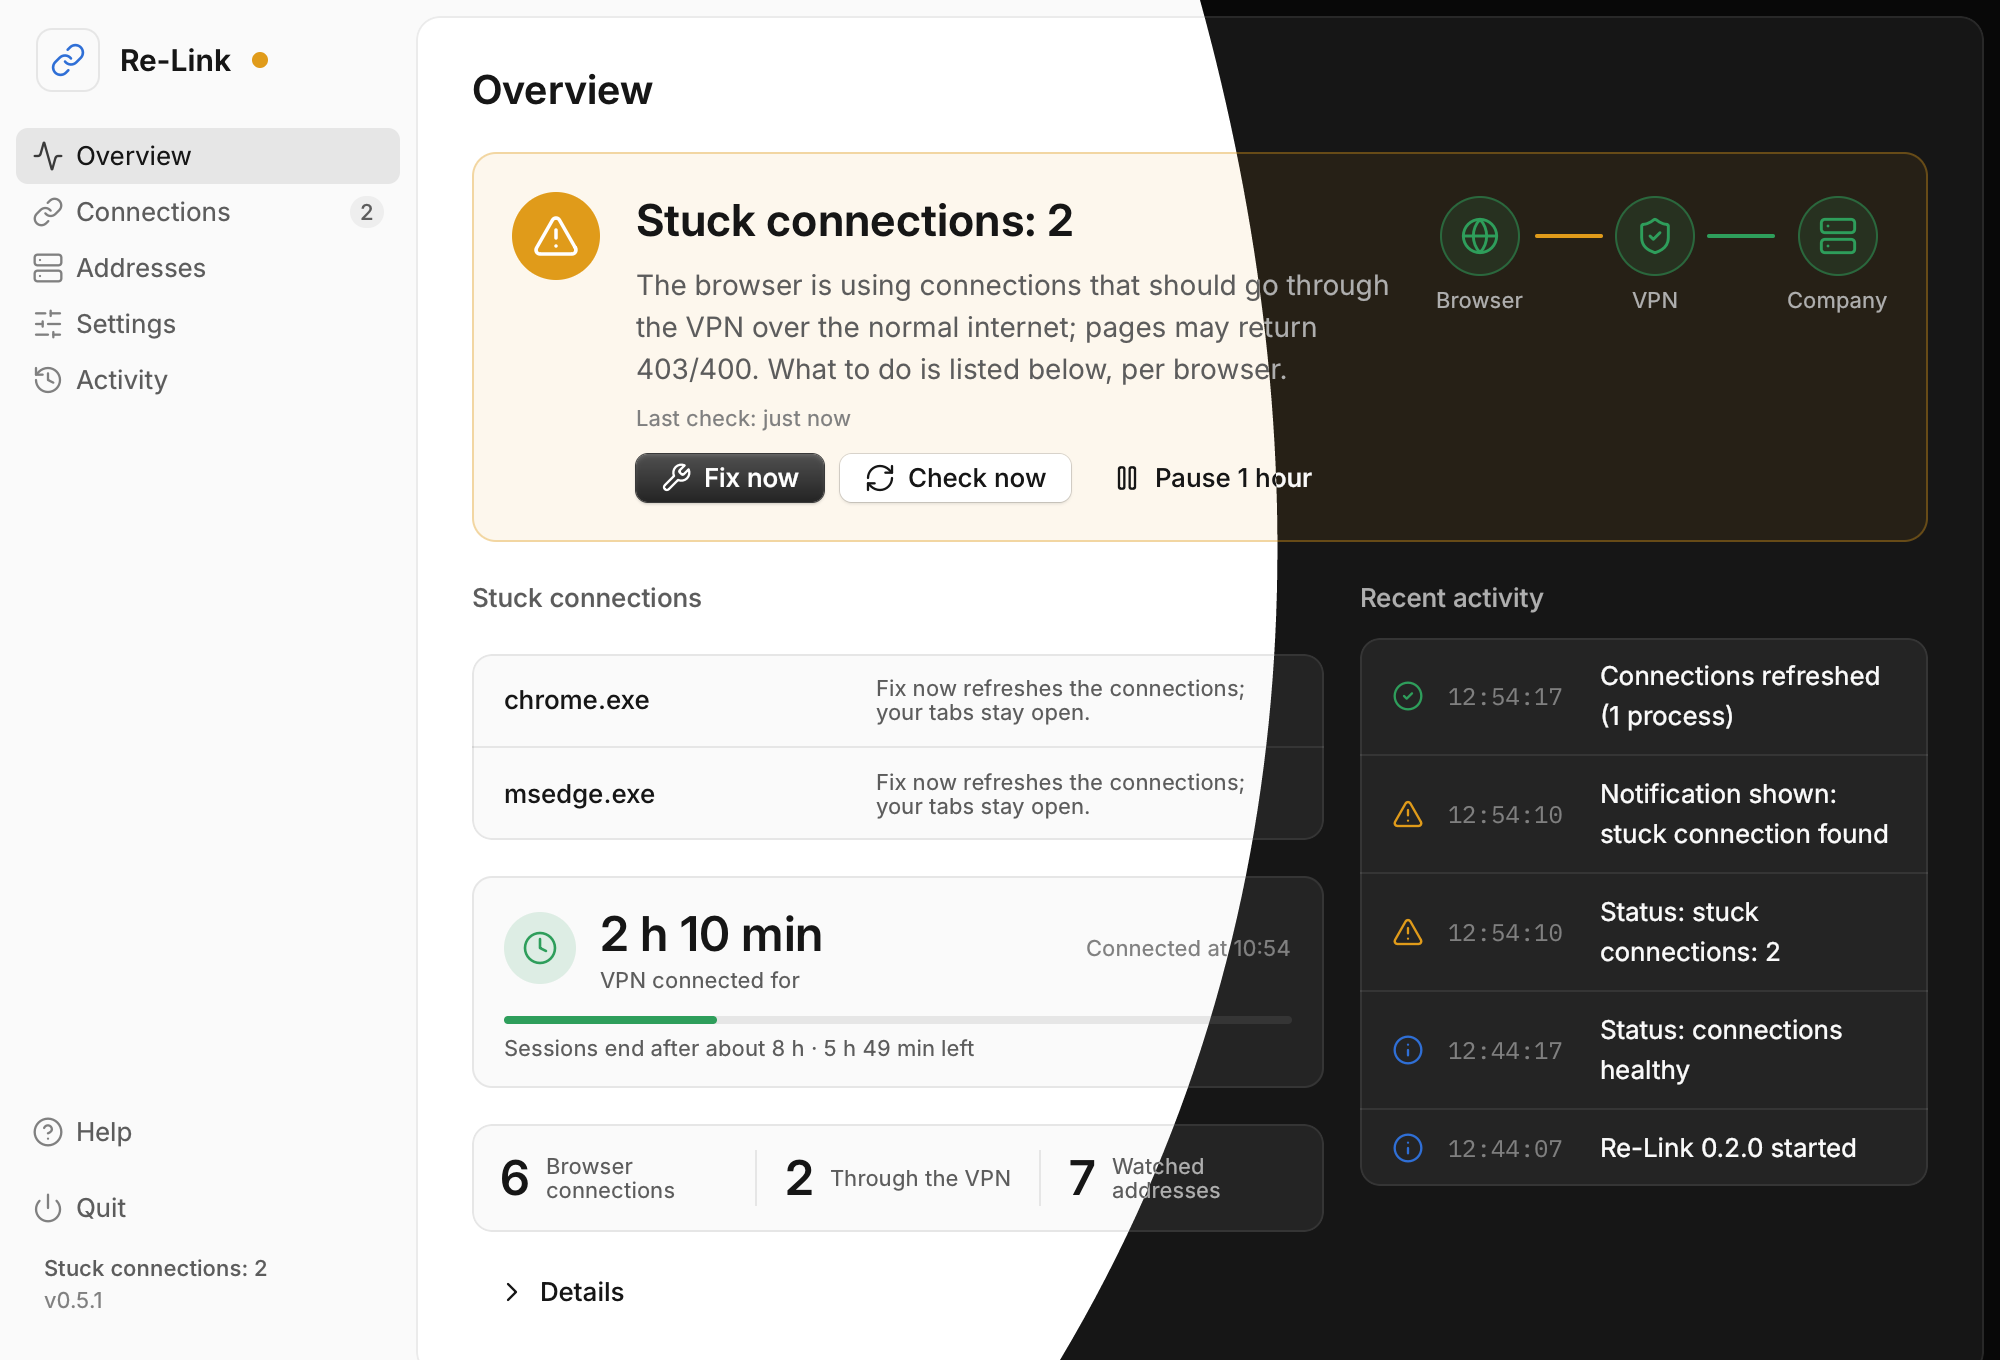 Re-Link
Overview
Connections
2
Addresses
Settings
Activity
Help
Quit
Stuck connections: 2
v0.5.1
Overview
Stuck connections: 2
The browser is using connections that should go through
the VPN over the normal internet; pages may return
403/400. What to do is listed below, per browser.
Last check: just now
Fix now
Check now
Pause 1 hour
Browser
VPN
Company
Stuck connections
chrome.exe
Fix now refreshes the connections;
your tabs stay open.
msedge.exe
Fix now refreshes the connections;
your tabs stay open.
2 h 10 min
VPN connected for
Connected at 10:54
Sessions end after about 8 h · 5 h 49 min left
6
Browser
connections
2
Through the VPN
7
Watched
addresses
Details
Recent activity
12:54:17
Connections refreshed
(1 process)
12:54:10
Notification shown:
stuck connection found
12:54:10
Status: stuck
connections: 2
12:44:17
Status: connections
healthy
12:44:07
Re-Link 0.2.0 started